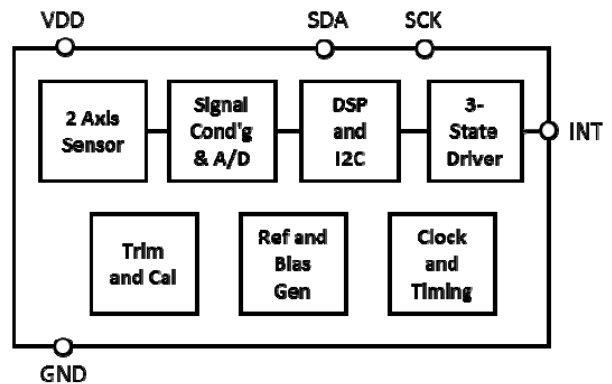 VDD
SDA
SCK
2 Axis
Sensor
Signal
Cond'g
& A/D
DSP
and
I2C
3-
State
Driver
INT
Trim
and Cal
Ref and
Bias
Gen
Clock
and
Timing
GND